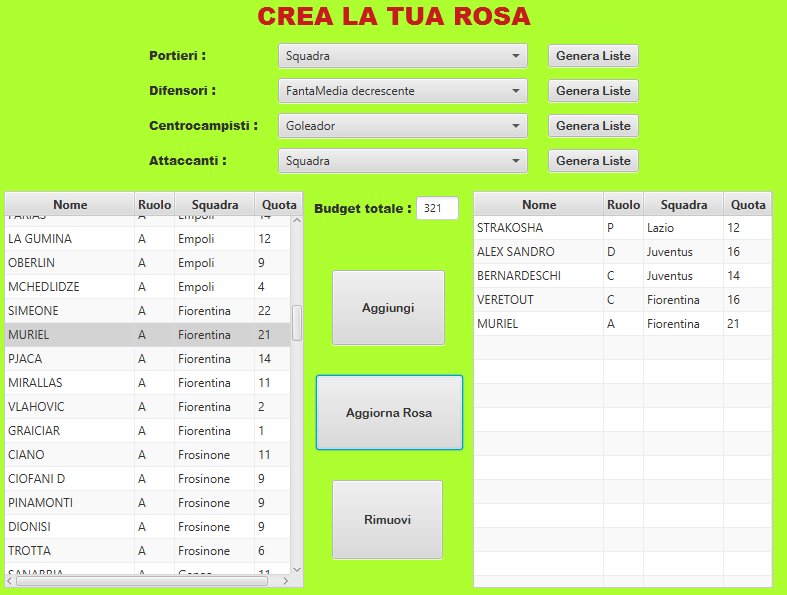 CREA LA TUA ROSA
Portieri : Squadra Genera Liste
Difensori : FantaMedia decrescente Genera Liste
Centrocampisti : Goleador Genera Liste
Attaccanti : Squadra Genera Liste
Nome Ruolo Squadra Quota
FARIAS A Empoli 14
LA GUMINA A Empoli 12
OBERLIN A Empoli 9
MCHEDLIDZE A Empoli 4
SIMEONE A Fiorentina 22
MURIEL A Fiorentina 21
PJACA A Fiorentina 14
MIRALLAS A Fiorentina 11
VLAHOVIC A Fiorentina 2
GRAICIAR A Fiorentina 1
CIANO A Frosinone 11
CIOFANI D A Frosinone 9
PINAMONTI A Frosinone 9
DIONISI A Frosinone 9
TROTTA A Frosinone 6
SANABRIA A Genoa 11
Budget totale : 321
Aggiungi
Aggiorna Rosa
Rimuovi
Nome Ruolo Squadra Quota
STRAKOSHA P Lazio 12
ALEX SANDRO D Juventus 16
BERNARDESCHI C Juventus 14
VERETOUT C Fiorentina 16
MURIEL A Fiorentina 21